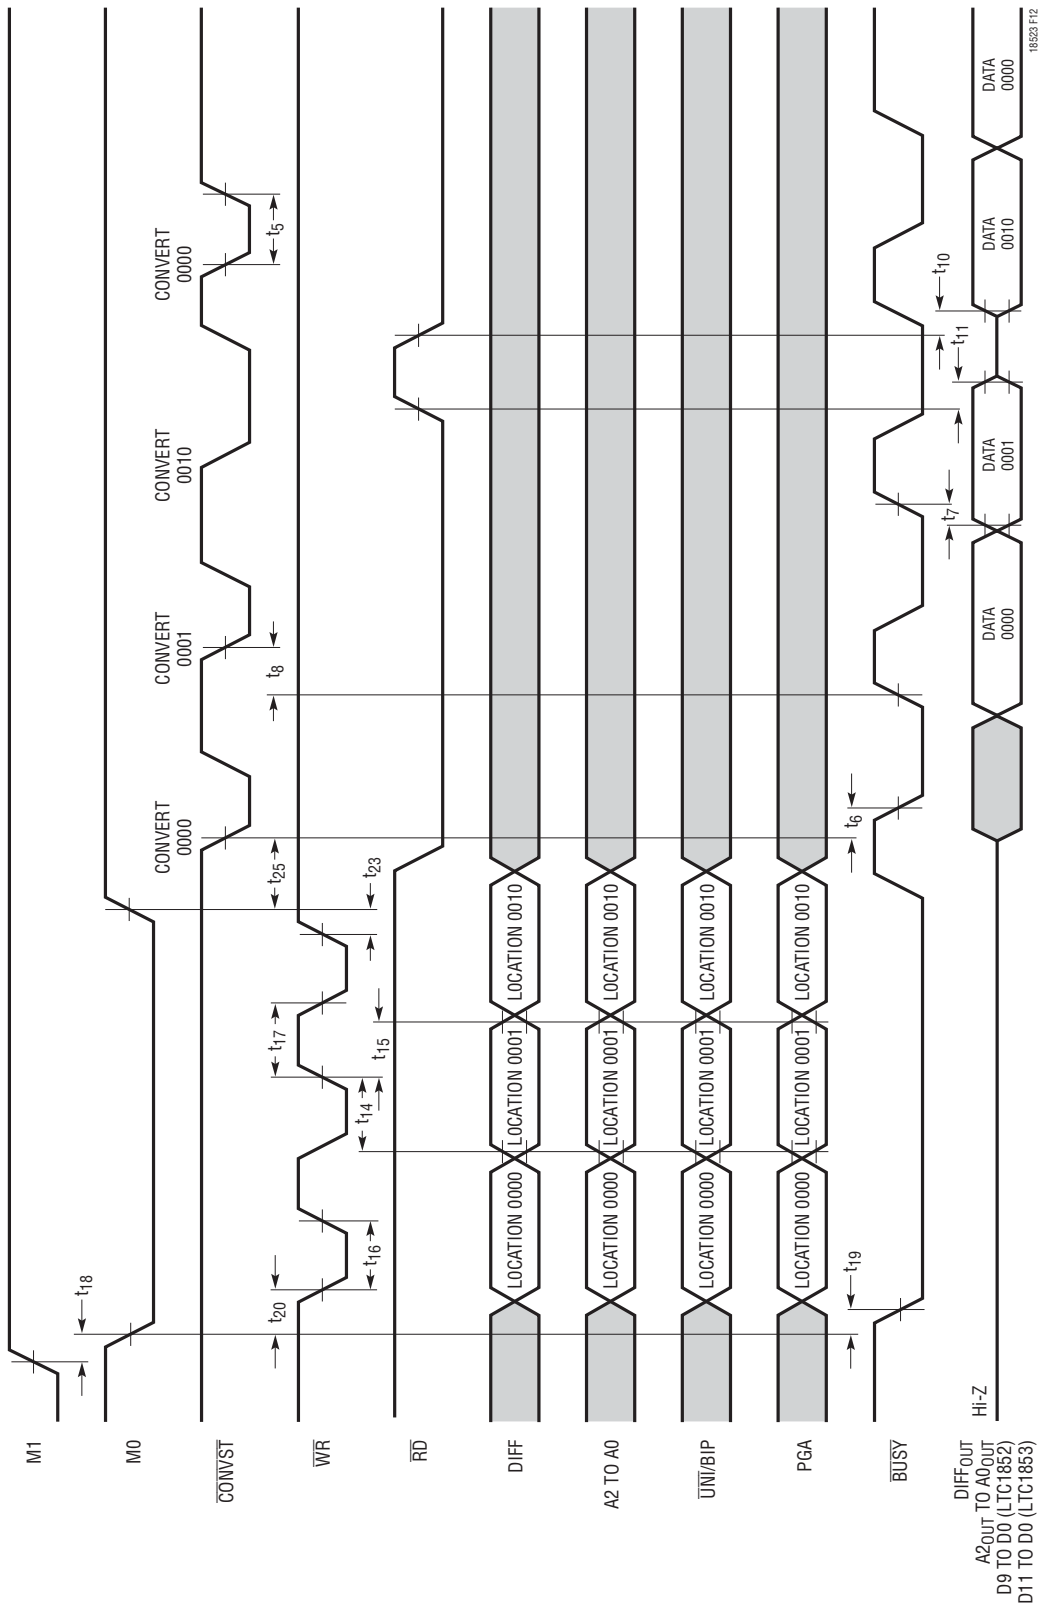 M1
t18
M0
CONVERT
0000
CONVERT
0001
CONVERT
0010
CONVERT
0000
CONVST
t25
t8
t5
t20
t17
WR
t16
t14
t15
t23
RD
DIFF
LOCATION 0000
LOCATION 0001
LOCATION 0010
A2 TO A0
LOCATION 0000
LOCATION 0001
LOCATION 0010
UNI/BIP
LOCATION 0000
LOCATION 0001
LOCATION 0010
PGA
LOCATION 0000
LOCATION 0001
LOCATION 0010
t19
t6
BUSY
t7
t11
t10
DIFFOUT
A2OUT TO A0OUT
D9 TO D0 (LTC1852)
D11 TO D0 (LTC1853)
Hi-Z
DATA
0000
DATA
0001
DATA
0010
DATA
0000
18523 F12